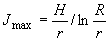 J_max = H/r / ln R/r